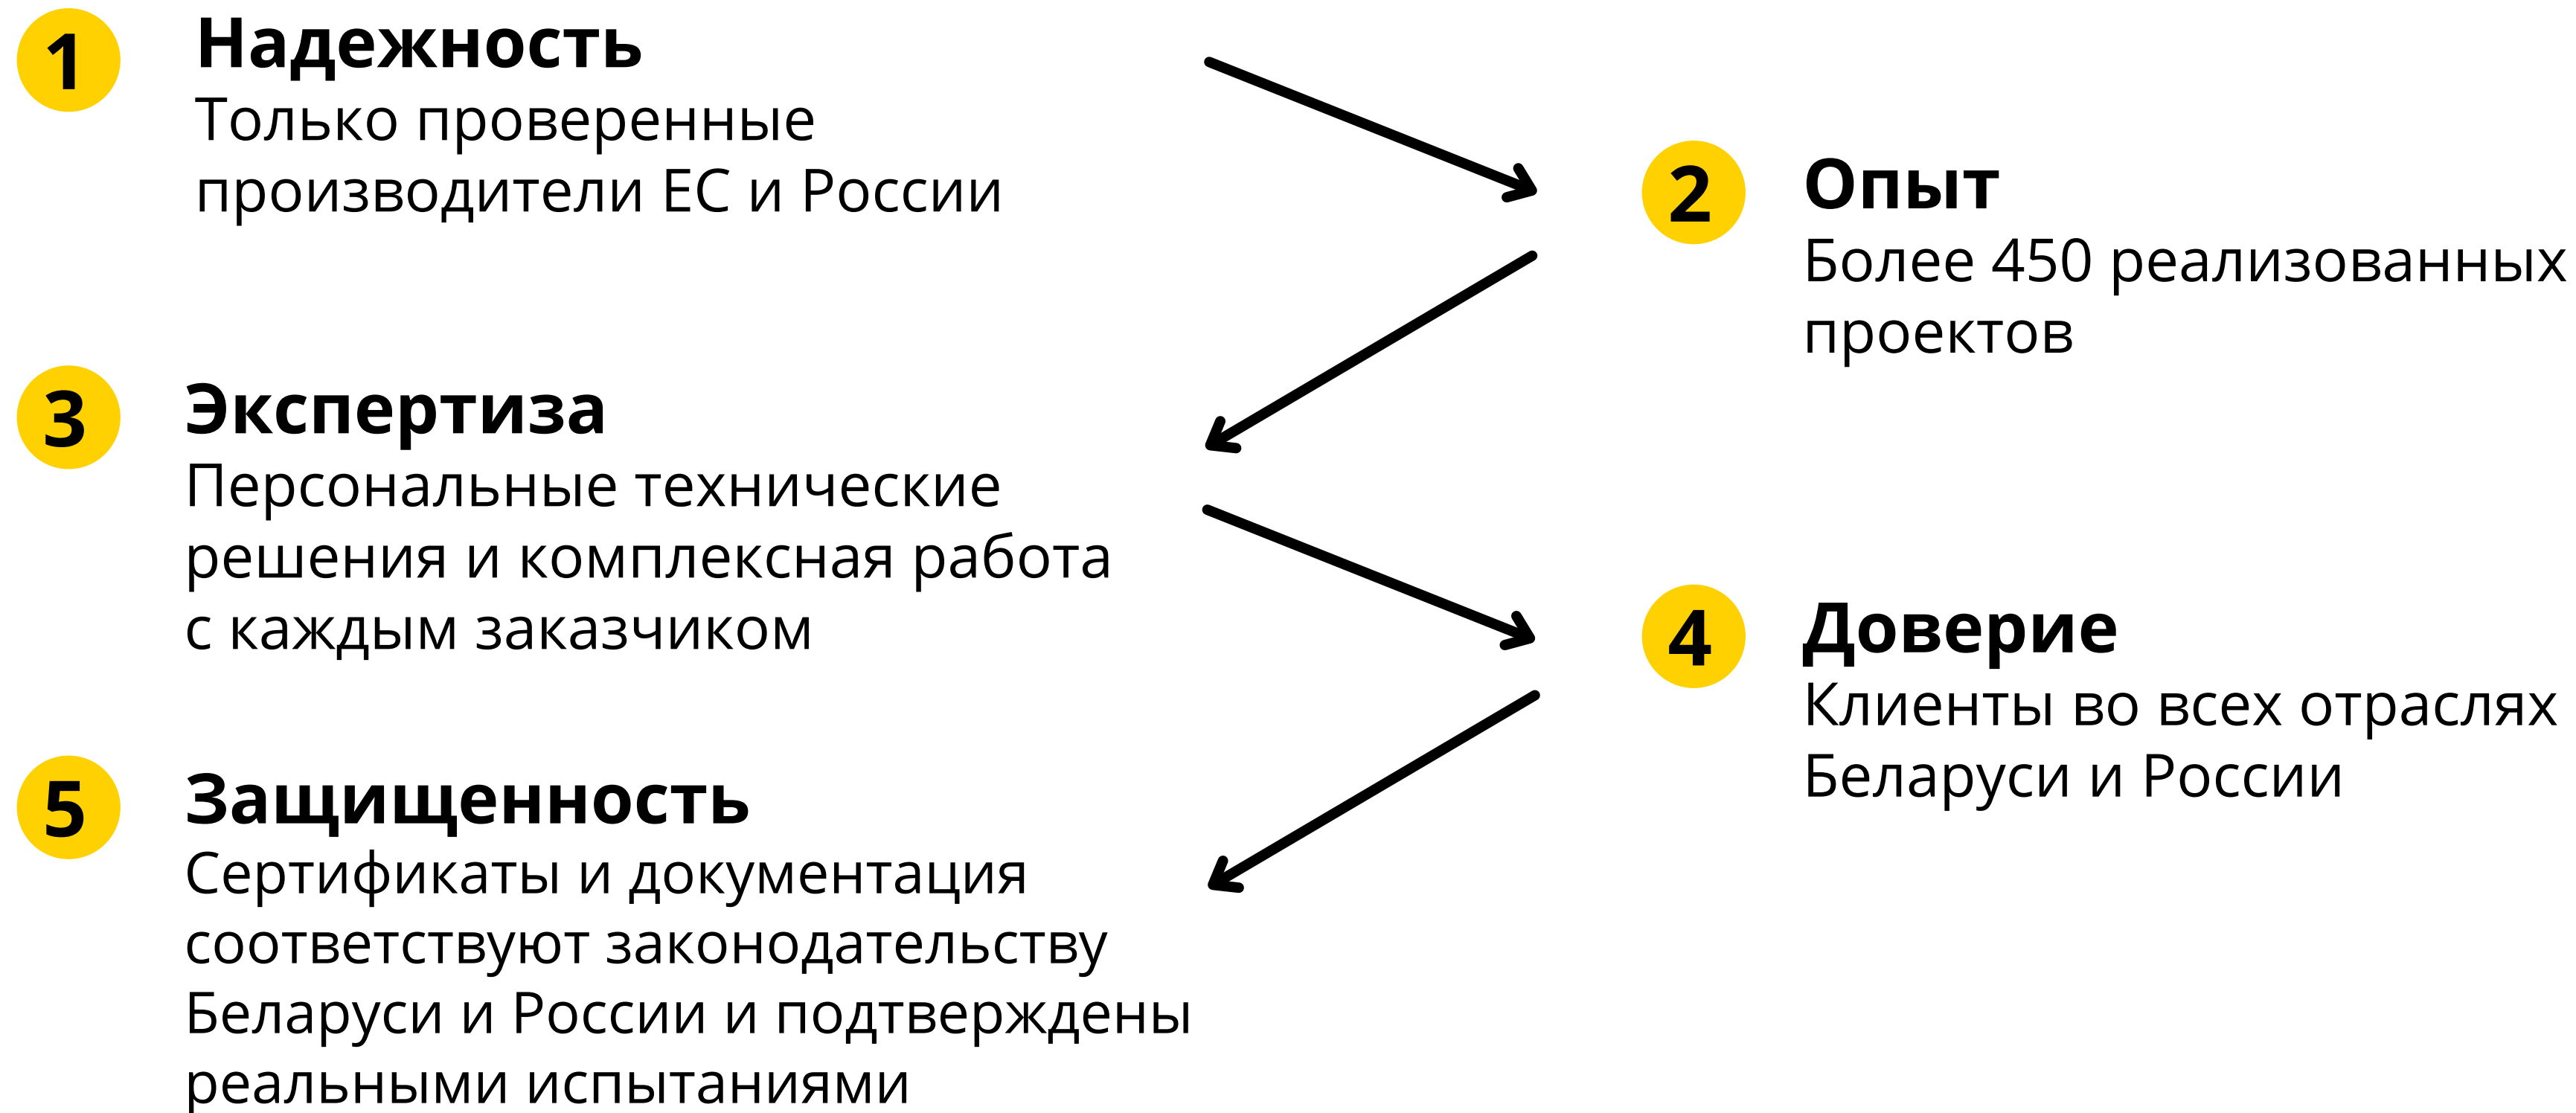 1
Надежность
Только проверенные
производители ЕС и России
2
Опыт
Более 450 реализованных
проектов
3
Экспертиза
Персональные технические
решения и комплексная работа
с каждым заказчиком
4
Доверие
Клиенты во всех отраслях
Беларуси и России
5
Защищенность
Сертификаты и документация
соответствуют законодательству
Беларуси и России и подтверждены
реальными испытаниями